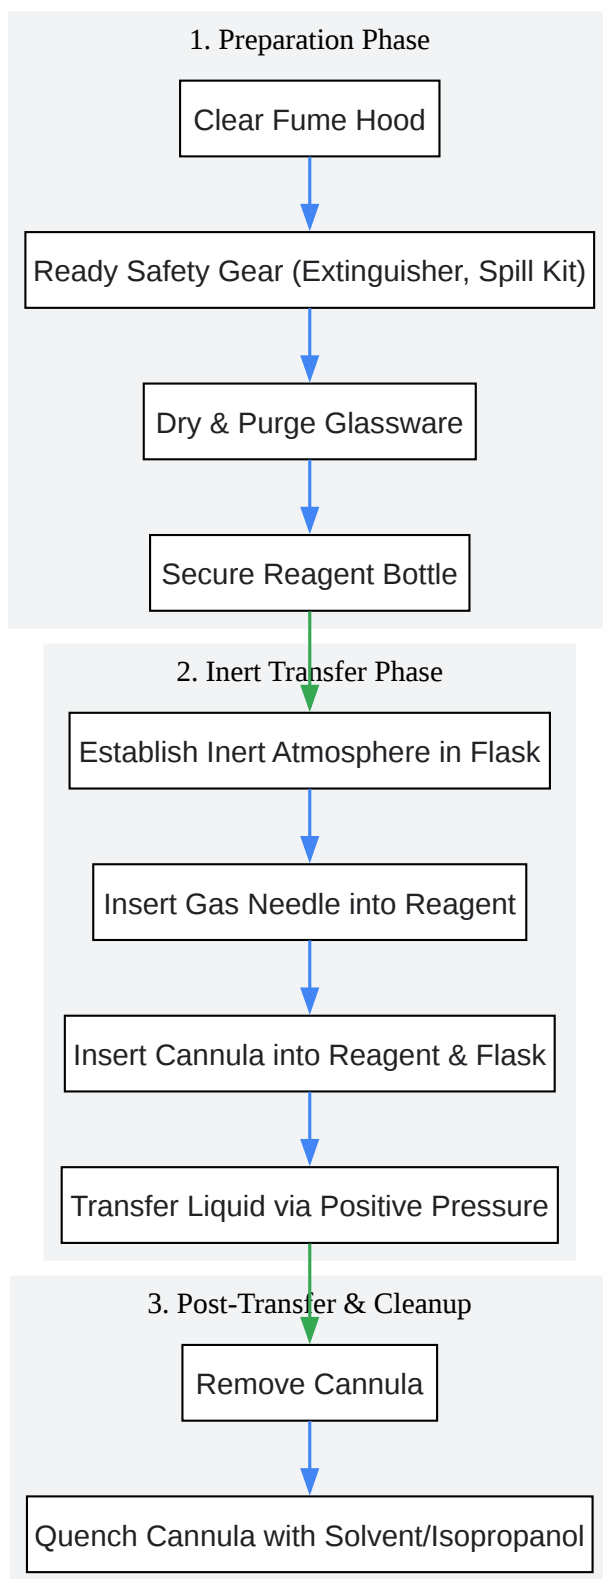 1. Preparation Phase
Clear Fume Hood
Ready Safety Gear (Extinguisher, Spill Kit)
Dry & Purge Glassware
Secure Reagent Bottle
2. Inert Transfer Phase
Establish Inert Atmosphere in Flask
Insert Gas Needle into Reagent
Insert Cannula into Reagent & Flask
Transfer Liquid via Positive Pressure
3. Post-Transfer & Cleanup
Remove Cannula
Quench Cannula with Solvent/Isopropanol